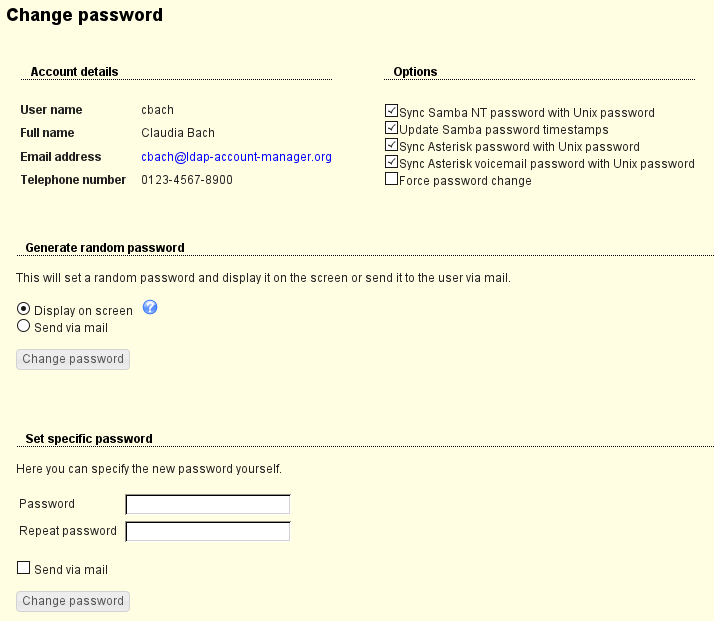 Change password
Account details
User name cbach
Full name Claudia Bach
Email address cbach@ldap-account-manager.org
Telephone number 0123-4567-8900
Options
Sync Samba NT password with Unix password
Update Samba password timestamps
Sync Asterisk password with Unix password
Sync Asterisk voicemail password with Unix password
Force password change
Generate random password
This will set a random password and display it on the screen or send it to the user via mail.
Display on screen ?
Send via mail
Change password
Set specific password
Here you can specify the new password yourself.
Password
Repeat password
Send via mail
Change password